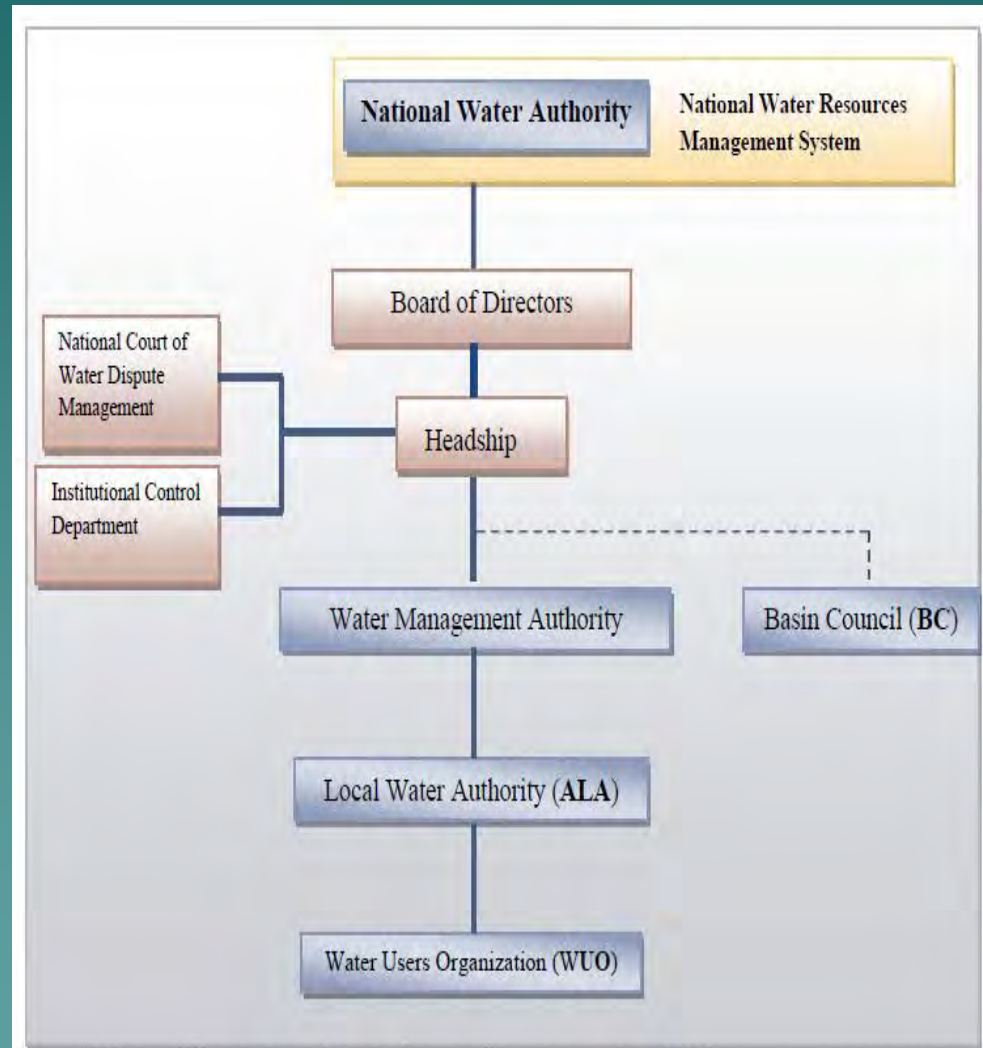 National Water Authority
National Water Resources
Management System
Board of Directors
National Court of
Water Dispute
Management
Headship
Institutional Control
Department
Water Management Authority
Basin Council (BC)
Local Water Authority (ALA)
Water Users Organization (WUO)